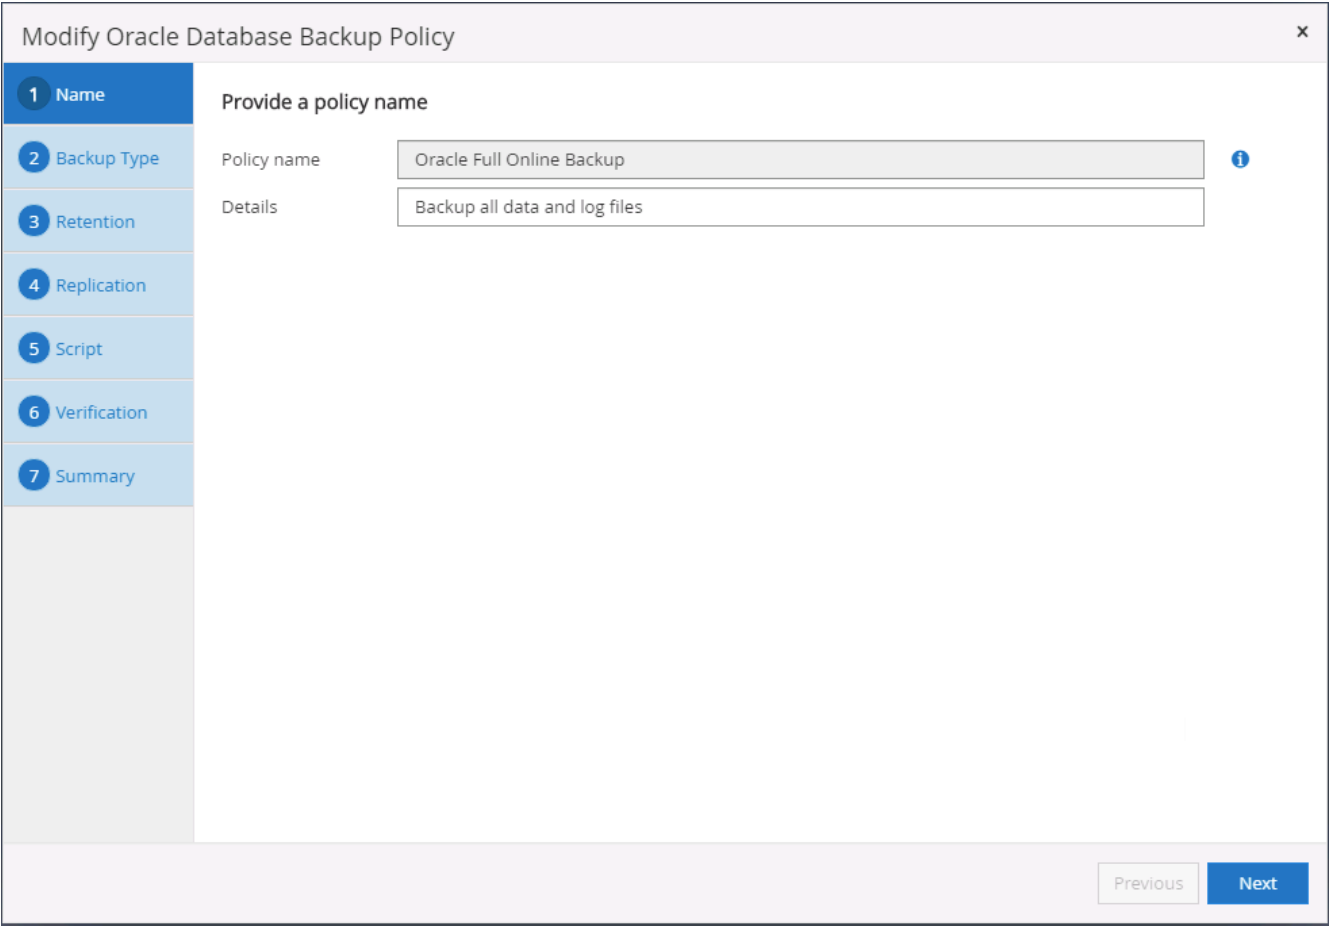 Modify Oracle Database Backup Policy
x
1 Name
2 Backup Type
3 Retention
4 Replication
5 Script
6 Verification
7 Summary
Provide a policy name
Policy name Oracle Full Online Backup i
Details Backup all data and log files
Previous Next